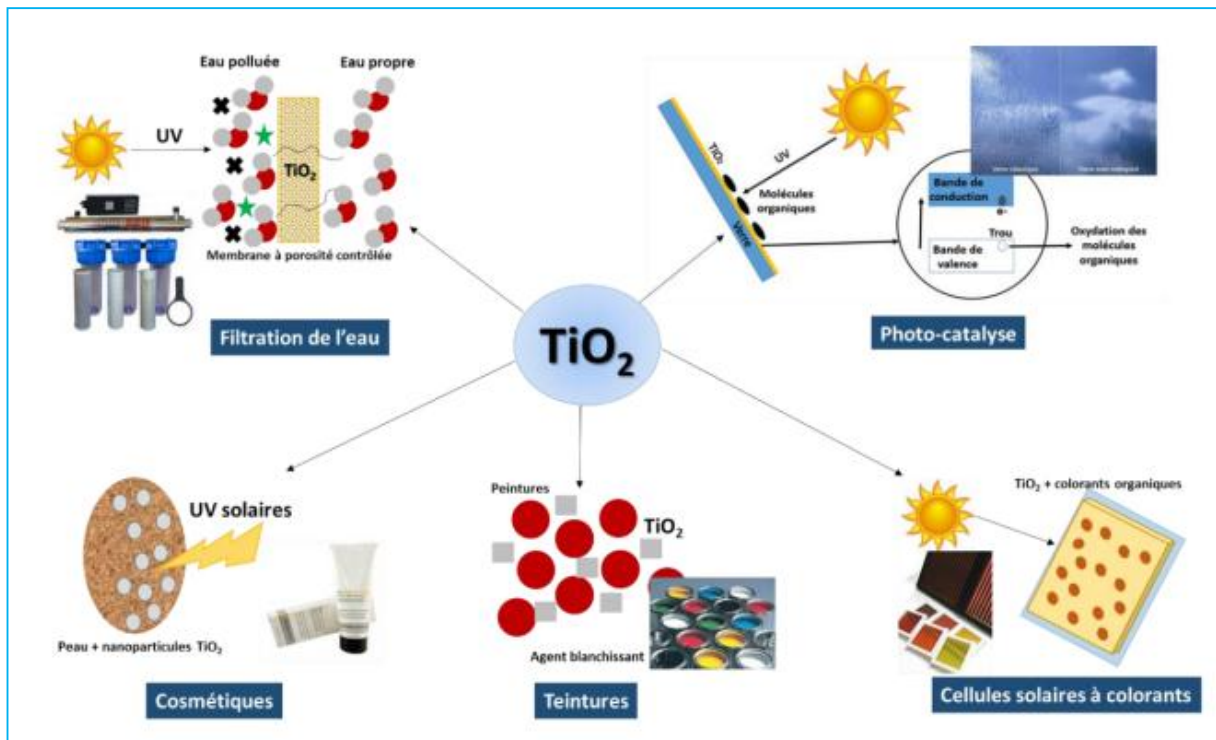 Eau polluée
Eau propre
UV
TiO2
Membrane à porosité contrôlée
Filtration de l'eau
TiO2
UV
Molécules
organiques
Verre
Bande de
conduction
e-
Trou
Bande de
valence
Oxydation des
molécules
organiques
Photo-catalyse
TiO2
UV solaires
Peau + nanoparticules TiO2
Cosmétiques
Peintures
TiO2
Agent blanchissant
Teintures
TiO2 + colorants organiques
Cellules solaires à colorants